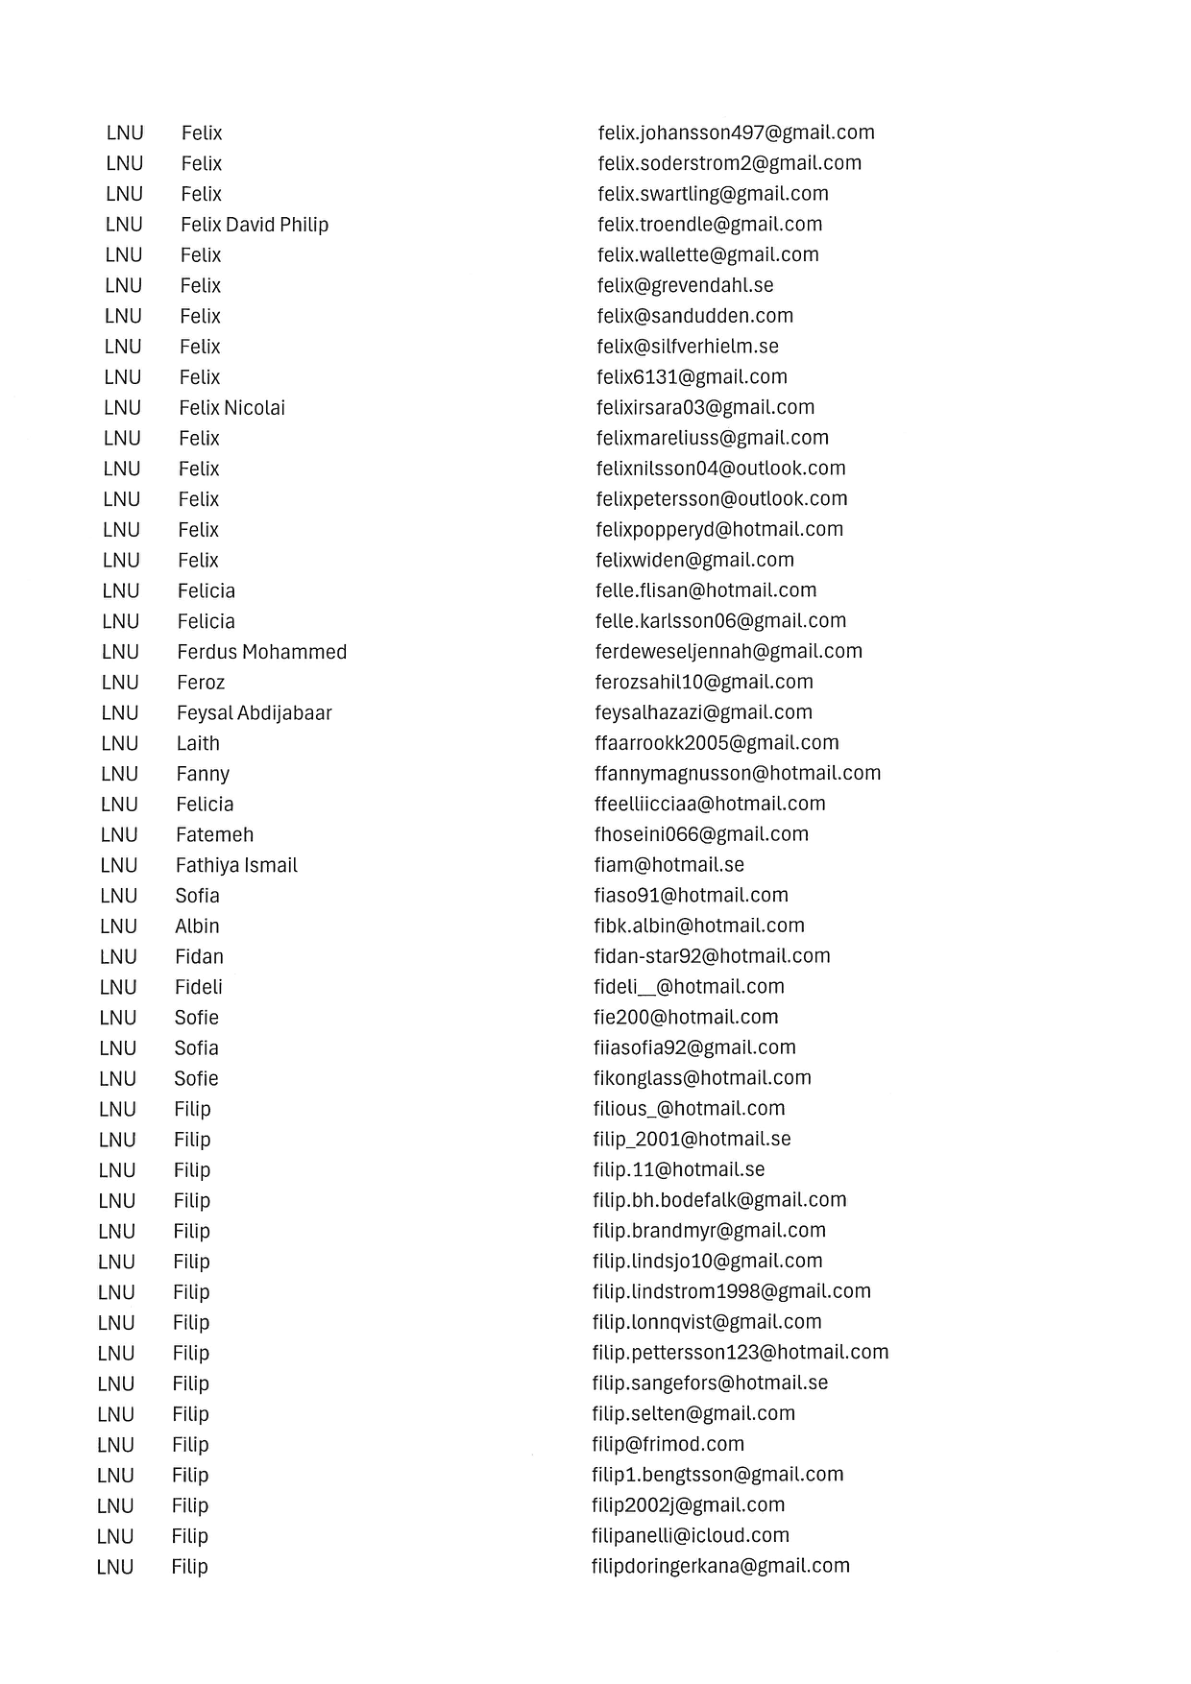 LNU Felix felix.johansson497@gmail.com
LNU Felix felix.soderstrom2@gmail.com
LNU Felix felix.swartling@gmail.com
LNU Felix David Philip felix.troendle@gmail.com
LNU Felix felix.wallette@gmail.com
LNU Felix felix@grevendahl.se
LNU Felix felix@sandudden.com
LNU Felix felix@silfverhielm.se
LNU Felix felix6131@gmail.com
LNU Felix Nicolai felixirsara03@gmail.com
LNU Felix felixmareliuss@gmail.com
LNU Felix felixnilsson04@outlook.com
LNU Felix felixpetersson@outlook.com
LNU Felix felixpopperyd@hotmail.com
LNU Felix felixwiden@gmail.com
LNU Felicia felle.flisan@hotmail.com
LNU Felicia felle.karlsson06@gmail.com
LNU Ferdus Mohammed ferdeweseljennah@gmail.com
LNU Feroz ferozsahil10@gmail.com
LNU Feysal Abdijabaar feysalhazazi@gmail.com
LNU Laith ffaarrookk2005@gmail.com
LNU Fanny ffannymagnusson@hotmail.com
LNU Felicia ffeelliicciaa@hotmail.com
LNU Fatemeh fhoseini066@gmail.com
LNU Fathiya Ismail fiam@hotmail.se
LNU Sofia fiaso91@hotmail.com
LNU Albin fibk.albin@hotmail.com
LNU Fidan fidan-star92@hotmail.com
LNU Fideli fideli__@hotmail.com
LNU Sofie fie200@hotmail.com
LNU Sofia fiiasofia92@gmail.com
LNU Sofie fikonglass@hotmail.com
LNU Filip filious_@hotmail.com
LNU Filip filip_2001@hotmail.se
LNU Filip filip.11@hotmail.se
LNU Filip filip.bh.bodefalk@gmail.com
LNU Filip filip.brandmyr@gmail.com
LNU Filip filip.lindsjo10@gmail.com
LNU Filip filip.lindstrom1998@gmail.com
LNU Filip filip.lonnqvist@gmail.com
LNU Filip filip.pettersson123@hotmail.com
LNU Filip filip.sangefors@hotmail.se
LNU Filip filip.selten@gmail.com
LNU Filip filip@frimod.com
LNU Filip filip1.bengtsson@gmail.com
LNU Filip filip2002j@gmail.com
LNU Filip filipanelli@icloud.com
LNU Filip filipdoringerkana@gmail.com